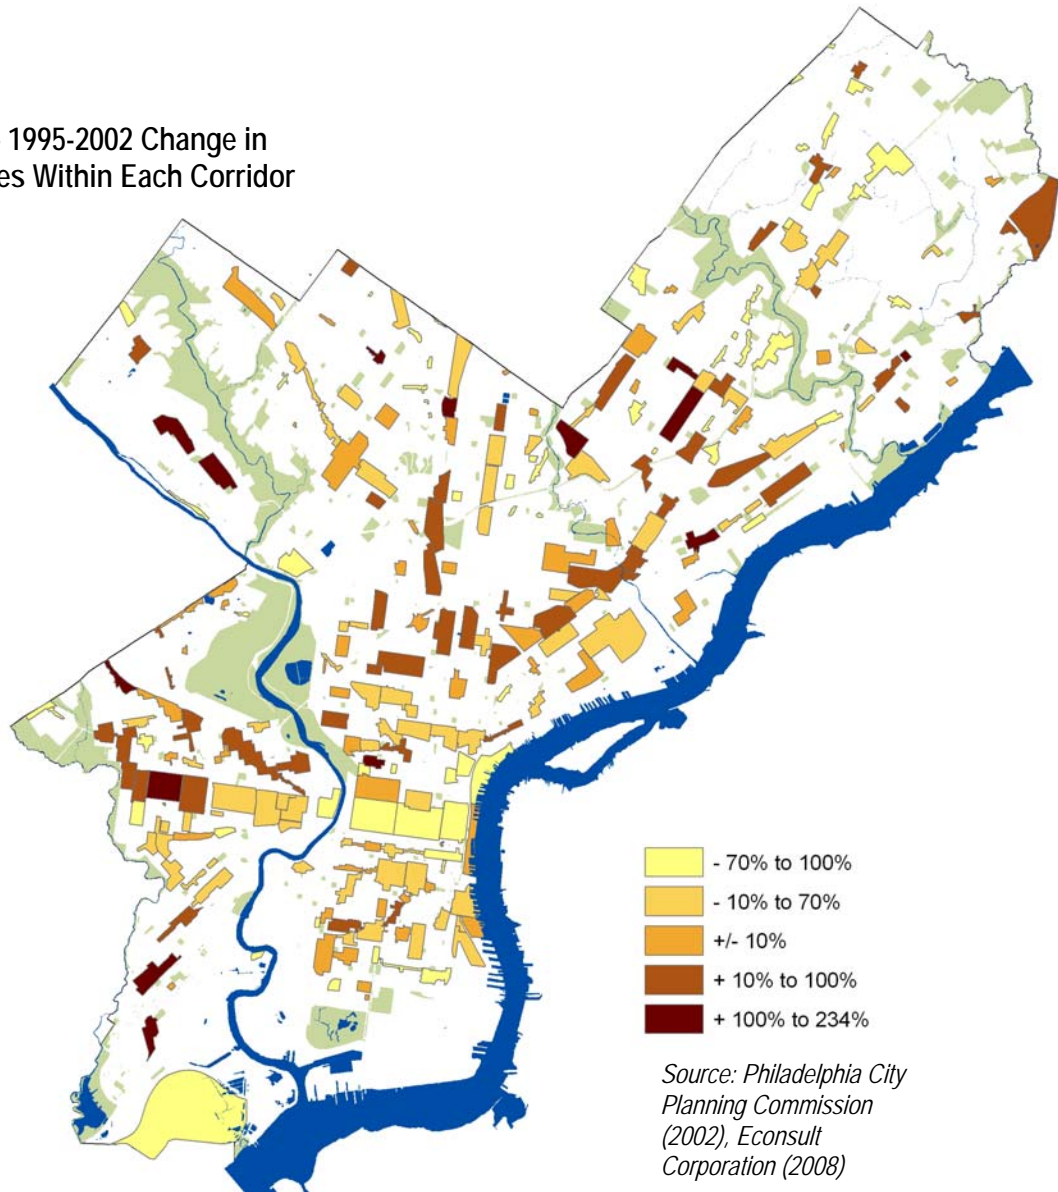 1995-2002 Change in
es Within Each Corridor
- 70% to 100%
- 10% to 70%
+/- 10%
+ 10% to 100%
+ 100% to 234%
Source: Philadelphia City
Planning Commission
(2002), Econsult
Corporation (2008)